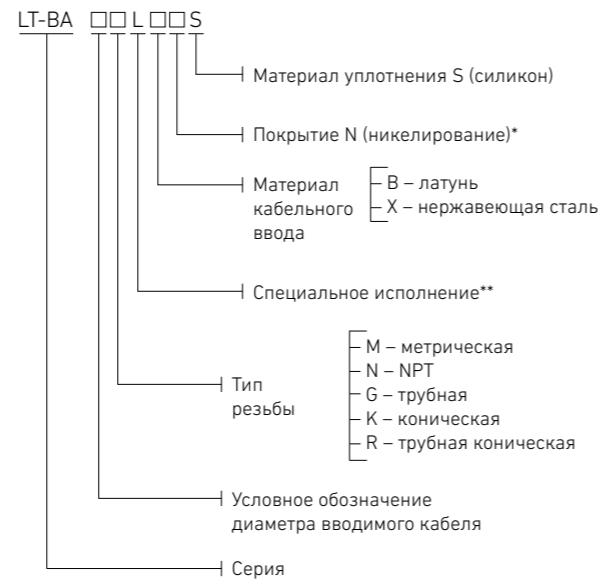 LT-BA □□L□□S
Материал уплотнения S (силикон)
Покрытие N (никелирование)*
Материал
кабельного
ввода
B – латунь
X – нержавеющая сталь
Специальное исполнение**
Тип
резьбы
M – метрическая
N – NPT
G – трубная
K – коническая
R – трубная коническая
Условное обозначение
диаметра вводимого кабеля
Серия